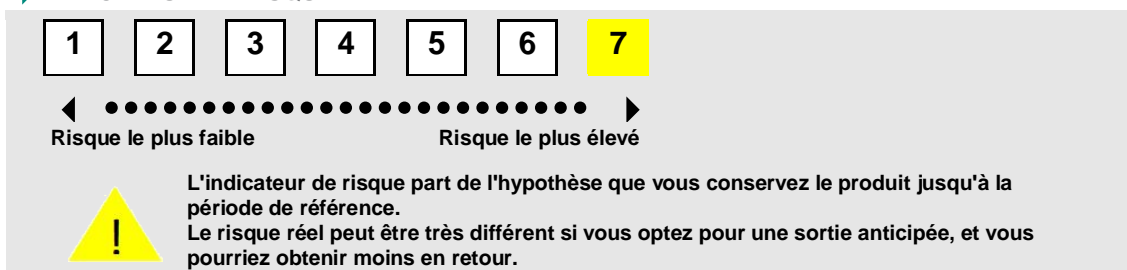 1 2 3 4 5 6 7
Risque le plus faible Risque le plus élevé
L'indicateur de risque part de l'hypothèse que vous conservez le produit jusqu'à la
période de référence.
Le risque réel peut être très différent si vous optez pour une sortie anticipée, et vous
pourriez obtenir moins en retour.
!